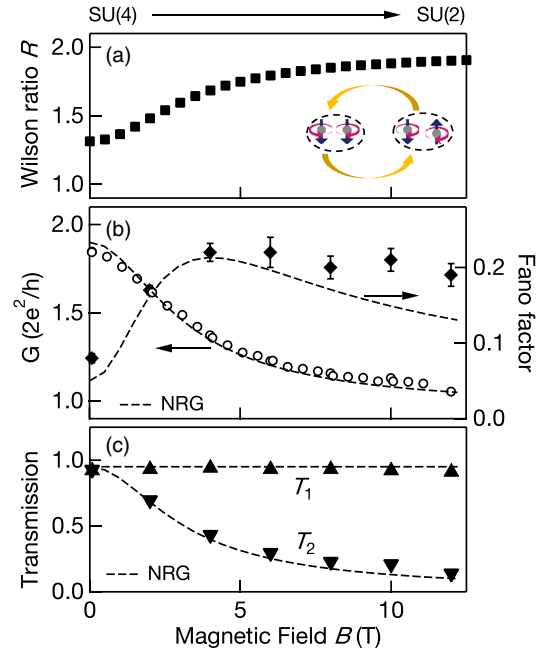 SU(4) SU(2)
(a)
Wilson ratio R
2.0
1.5
1.0
(b)
G (2e²/h)
2.0
1.5
1.0
Fano factor
0.2
0.1
0.0
NRG
(c)
Transmission
1.0
0.5
0.0
T₁
T₂
NRG
0 5 10
Magnetic Field B (T)